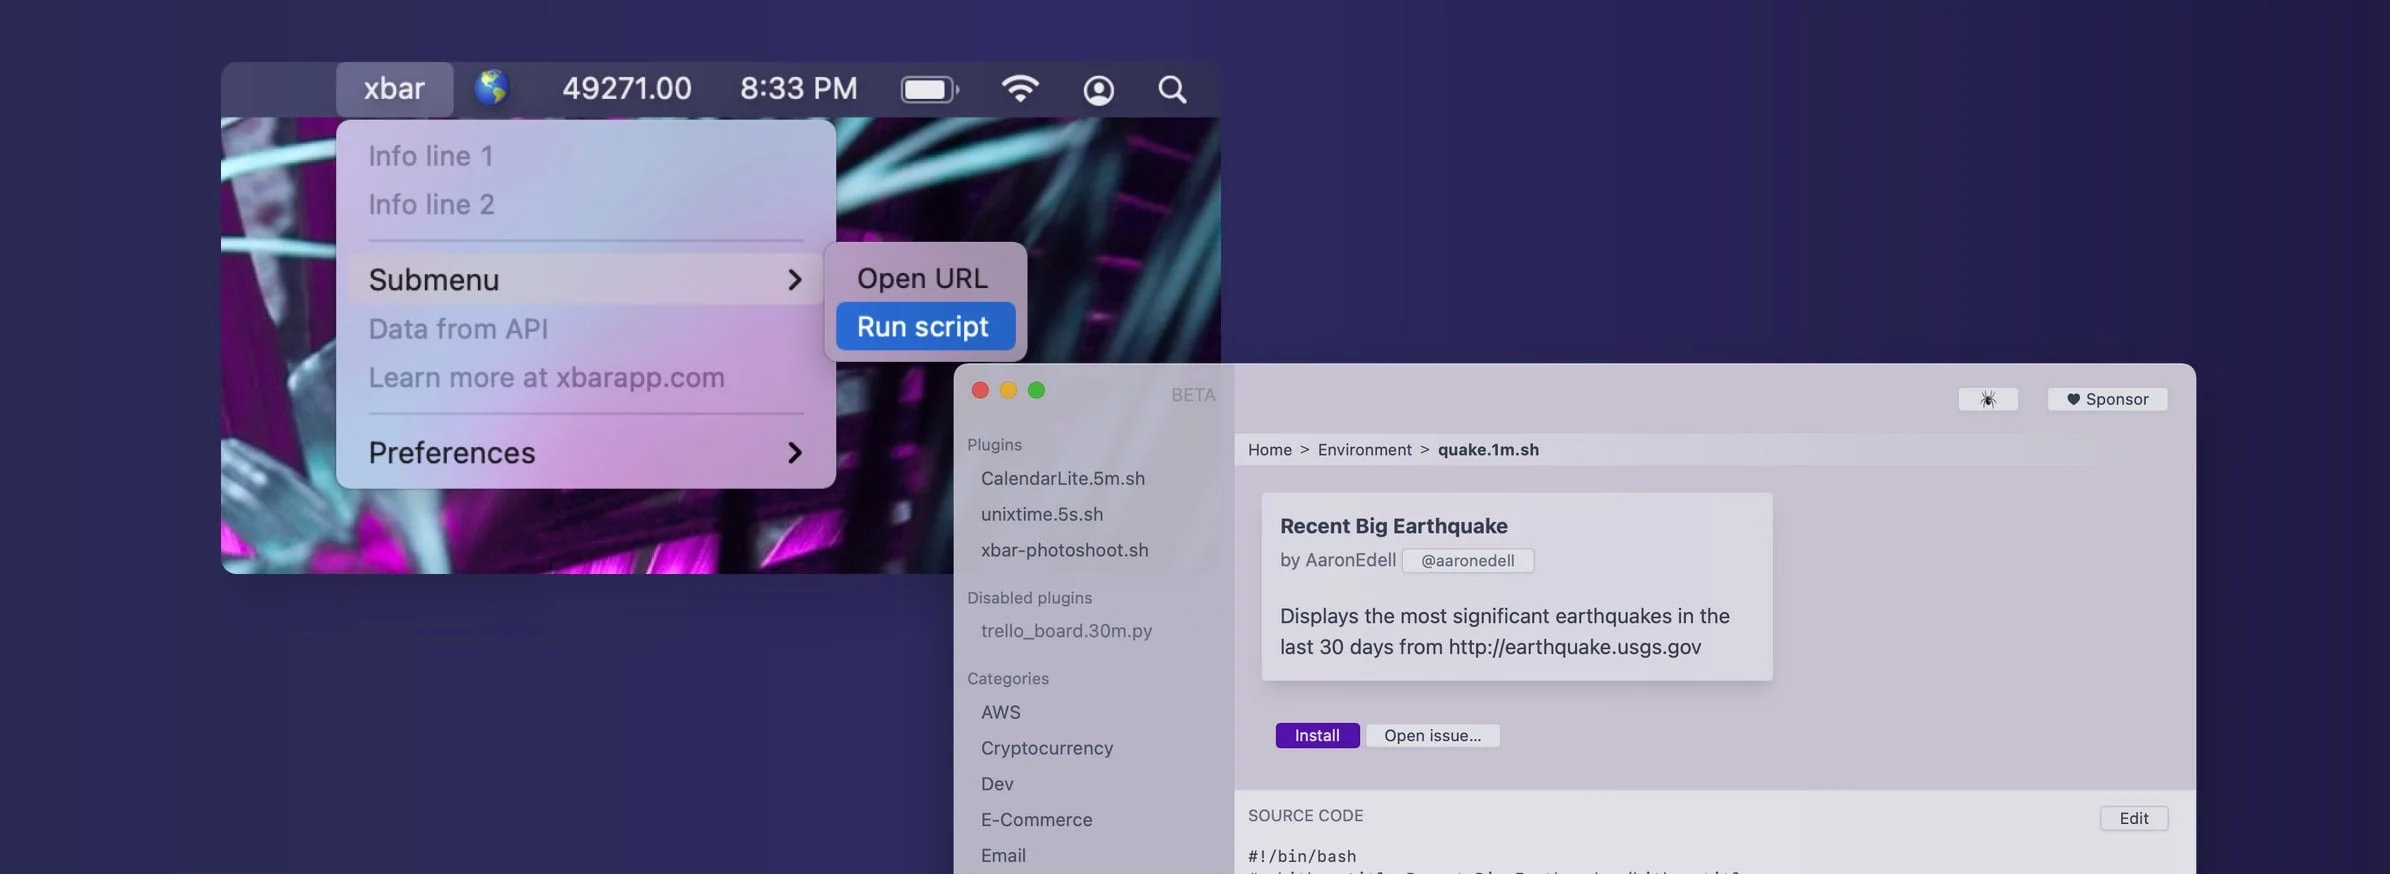 xbar 49271.00 8:33 PM
Info line 1
Info line 2
Submenu
Open URL
Run script
Data from API
Learn more at xbarapp.com
Preferences
BETA
Plugins
CalendarLite.5m.sh
unixtime.5s.sh
xbar-photoshoot.sh
Disabled plugins
trello_board.30m.py
Categories
AWS
Cryptocurrency
Dev
E-Commerce
Email
Sponsor
Home > Environment > quake.1m.sh
Recent Big Earthquake
by AaronEdell @aaronedell
Displays the most significant earthquakes in the
last 30 days from http://earthquake.usgs.gov
Install Open issue...
SOURCE CODE
Edit
#!/bin/bash